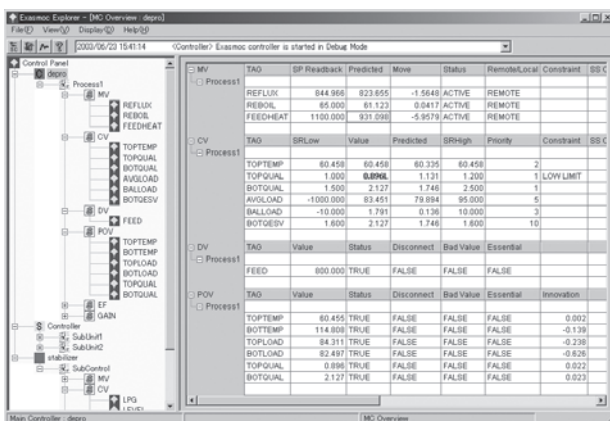 Exasmoc Explorer - [MC Overview : depro]
File(F) View(V) Display(D) Help(H)
2003/06/23 15:41:14 <Controller> Exasmoc controller is started in Debug Mode
Control Panel
depro
Process1
MV
REFLUX
REBOIL
FEEDHEAT
CV
TOPTEMP
TOPQUAL
BOTQUAL
AVGLOAD
BALLOAD
BOTQESV
DV
FEED
POV
TOPTEMP
BOTTEMP
TOPLOAD
BOTLOAD
TOPQUAL
BOTQUAL
EF
GAIN
S Controller
SubUnit1
SubUnit2
stabilizer
SubControl
MV
CV
LPG
LEVEL
MV TAG SP Readback Predicted Move Status Remote/Local Constraint SS C
Process1
REFLUX 844.966 823.655 -1.5648 ACTIVE REMOTE
REBOIL 65.000 61.123 0.0417 ACTIVE REMOTE
FEEDHEAT 1100.000 931.098 -5.9579 ACTIVE REMOTE
CV TAG SRLow Value Predicted SRHigh Priority Constraint SS C
Process1
TOPTEMP 60.458 60.458 60.335 60.458 2
TOPQUAL 1.000 0.896L 1.131 1.200 1 LOW LIMIT
BOTQUAL 1.500 2.127 1.746 2.500 1
AVGLOAD -1000.000 83.451 79.894 95.000 5
BALLOAD -10.000 1.791 0.136 10.000 3
BOTQESV 1.600 2.127 1.746 1.600 10
DV TAG Value Status Disconnect Bad Value Essential
Process1
FEED 800.000 TRUE FALSE FALSE FALSE
POV TAG Value Status Disconnect Bad Value Essential Innovation
Process1
TOPTEMP 60.455 TRUE FALSE FALSE FALSE 0.002
BOTTEMP 114.808 TRUE FALSE FALSE FALSE -0.139
TOPLOAD 84.311 TRUE FALSE FALSE FALSE -0.238
BOTLOAD 82.497 TRUE FALSE FALSE FALSE -0.626
TOPQUAL 0.896 TRUE FALSE FALSE FALSE 0.022
BOTQUAL 2.127 TRUE FALSE FALSE FALSE 0.023
Main Controller : depro MC Overview